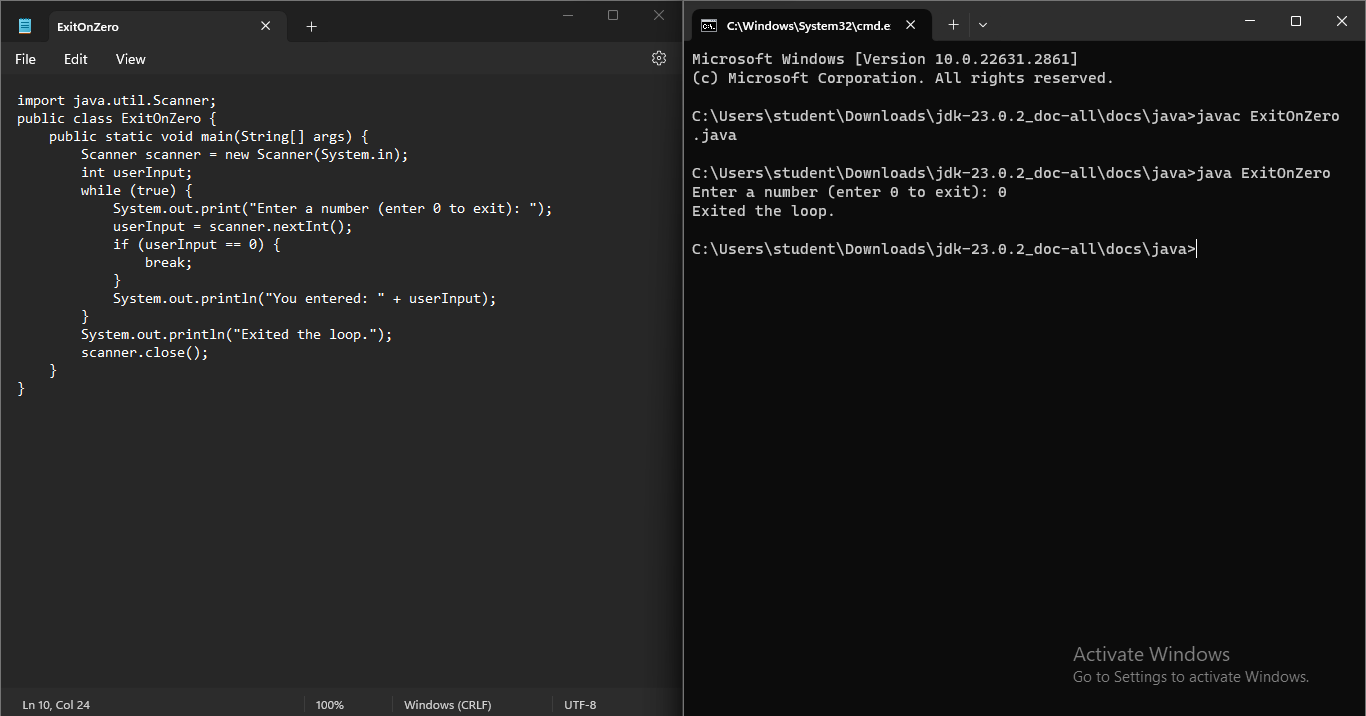 ExitOnZero
File Edit View
import java.util.Scanner;
public class ExitOnZero {
    public static void main(String[] args) {
        Scanner scanner = new Scanner(System.in);
        int userInput;
        while (true) {
            System.out.print("Enter a number (enter 0 to exit): ");
            userInput = scanner.nextInt();
            if (userInput == 0) {
                break;
            }
            System.out.println("You entered: " + userInput);
        }
        System.out.println("Exited the loop.");
        scanner.close();
    }
}
Ln 10, Col 24 100% Windows (CRLF) UTF-8
C:\Windows\System32\cmd.e
Microsoft Windows [Version 10.0.22631.2861]
(c) Microsoft Corporation. All rights reserved.
C:\Users\student\Downloads\jdk-23.0.2_doc-all\docs\java>javac ExitOnZero
.java
C:\Users\student\Downloads\jdk-23.0.2_doc-all\docs\java>java ExitOnZero
Enter a number (enter 0 to exit): 0
Exited the loop.
C:\Users\student\Downloads\jdk-23.0.2_doc-all\docs\java>
Activate Windows
Go to Settings to activate Windows.